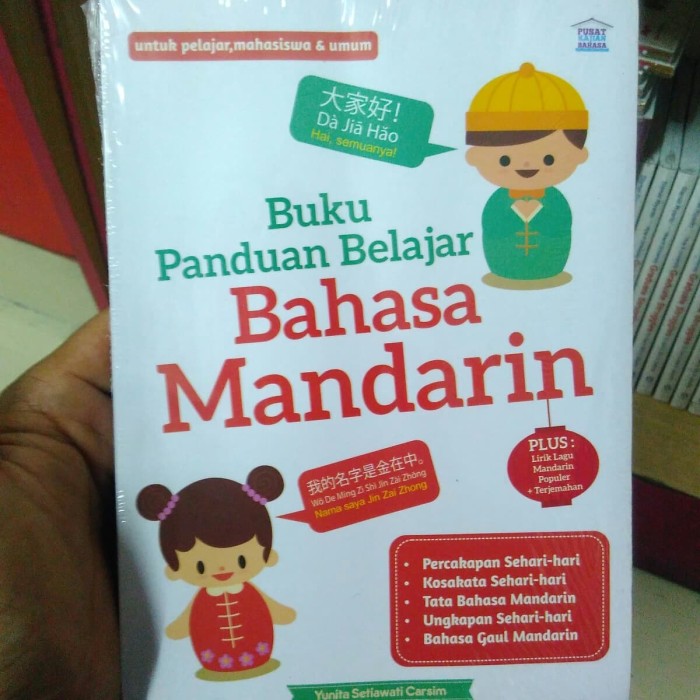 untuk pelajar,mahasiswa & umum
PUSAT
KAJIAN
BAHASA
大家好！
Dà Jiā Hǎo
Hai, semuanya!
Buku
Panduan Belajar
Bahasa
Mandarin
PLUS :
Lirik Lagu
Mandarin
Populer
+ Terjemahan
我的名字是金在中。
Wǒ De Míng Zì Shì Jīn Zài Zhōng
Nama saya Jin Zai Zhong
• Percakapan Sehari-hari
• Kosakata Sehari-hari
• Tata Bahasa Mandarin
• Ungkapan Sehari-hari
• Bahasa Gaul Mandarin
Yunita Setiawati Carsim